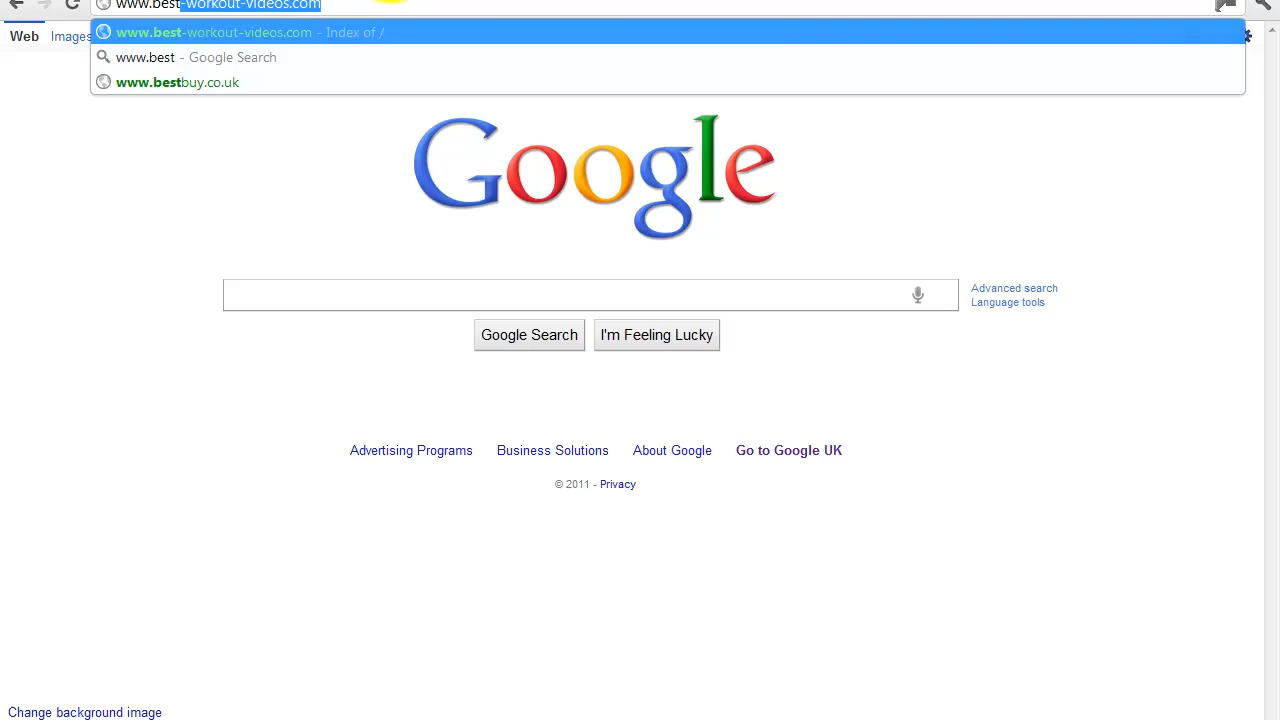 www.best-workout-videos.com
Web Images
www.best-workout-videos.com - Index of /
www.best - Google Search
www.bestbuy.co.uk
Google
Advanced search
Language tools
Google Search I'm Feeling Lucky
Advertising Programs Business Solutions About Google Go to Google UK
© 2011 - Privacy
Change background image